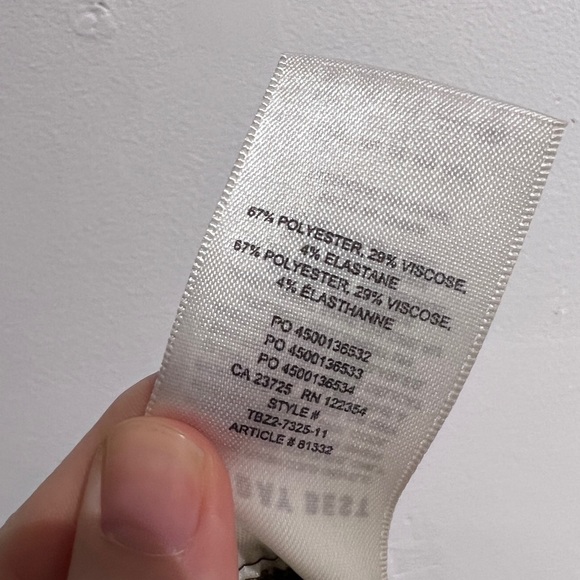 67% POLYESTER, 29% VISCOSE,
4% ELASTANE
67% POLYESTER, 29% VISCOSE,
4% ÉLASTHANNE
PO 4500136532
PO 4500136533
PO 4500136534
CA 23725 RN 122354
STYLE #
TBZ2-7325-11
ARTICLE # 81332